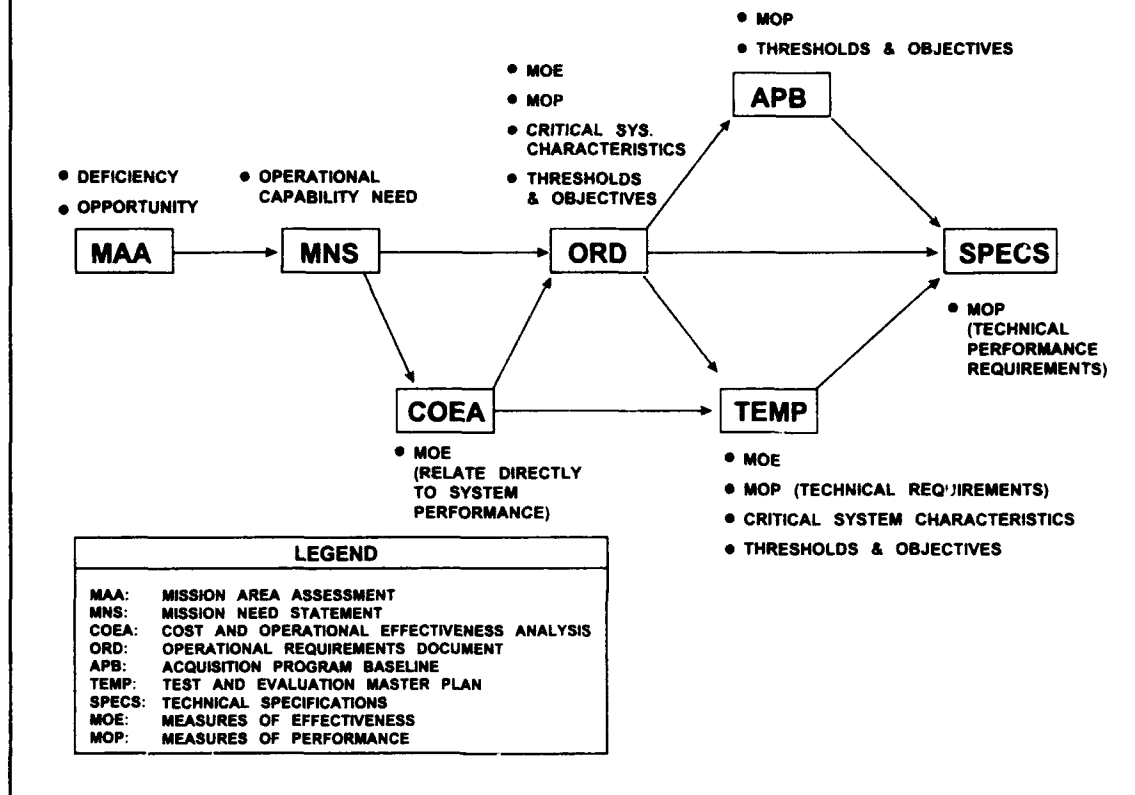 ● MOP
● THRESHOLDS & OBJECTIVES
APB
● MOE
● MOP
● CRITICAL SYS.
CHARACTERISTICS
● THRESHOLDS
& OBJECTIVES
● DEFICIENCY
● OPPORTUNITY
● OPERATIONAL
CAPABILITY NEED
MAA
MNS
ORD
SPECS
● MOP
(TECHNICAL
PERFORMANCE
REQUIREMENTS)
COEA
TEMP
● MOE
(RELATE DIRECTLY
TO SYSTEM
PERFORMANCE)
● MOE
● MOP (TECHNICAL REQUIREMENTS)
● CRITICAL SYSTEM CHARACTERISTICS
● THRESHOLDS & OBJECTIVES
LEGEND
MAA: MISSION AREA ASSESSMENT
MNS: MISSION NEED STATEMENT
COEA: COST AND OPERATIONAL EFFECTIVENESS ANALYSIS
ORD: OPERATIONAL REQUIREMENTS DOCUMENT
APB: ACQUISITION PROGRAM BASELINE
TEMP: TEST AND EVALUATION MASTER PLAN
SPECS: TECHNICAL SPECIFICATIONS
MOE: MEASURES OF EFFECTIVENESS
MOP: MEASURES OF PERFORMANCE